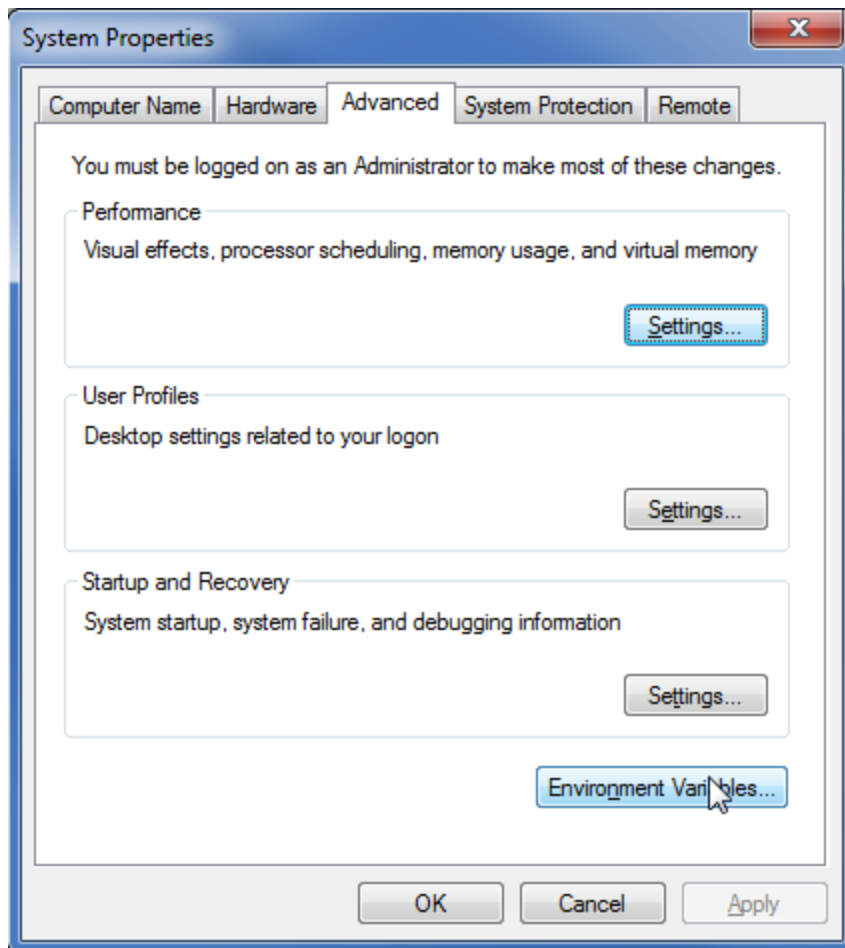 System Properties
Computer Name
Hardware
Advanced
System Protection
Remote
You must be logged on as an Administrator to make most of these changes.
Performance
Visual effects, processor scheduling, memory usage, and virtual memory
Settings...
User Profiles
Desktop settings related to your logon
Settings...
Startup and Recovery
System startup, system failure, and debugging information
Settings...
Environment Variables...
OK
Cancel
Apply